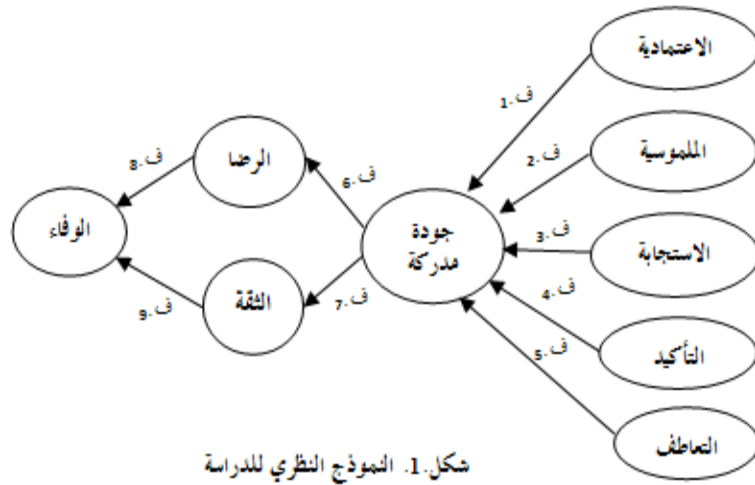 الاعتمادية
ف.1
الملموسية
ف.2
الاستجابة
ف.3
التأكيد
ف.4
التعاطف
ف.5
جودة
مدركة
ف.6
ف.7
الرضا
الثقة
ف.8
ف.9
الوفاء
شكل.1. النموذج النظري للدراسة